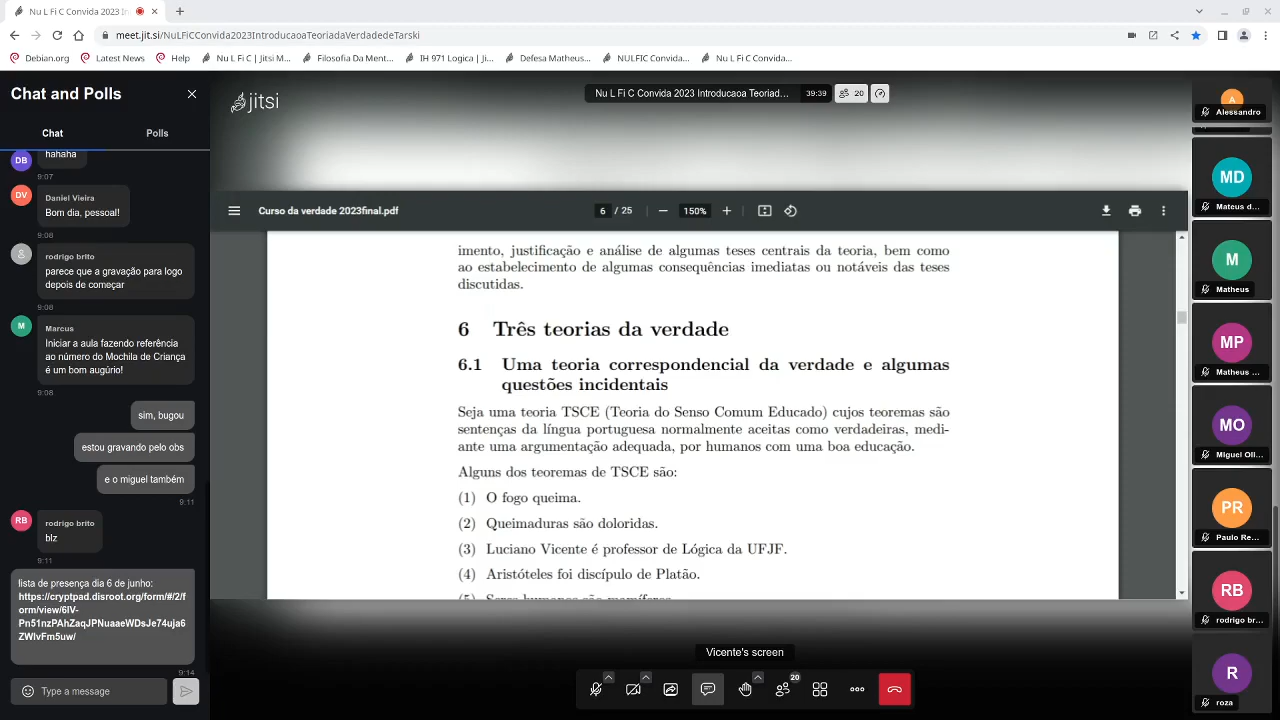 Nu L Fi C Convida 2023 I
meet.jit.si/NuLFiCConvida2023IntroducaoaTeoriadaVerdadedeTarski
Debian.org
Latest News
Help
Nu L Fi C | Jitsi M...
Filosofia Da Ment...
IH 971 Logica | Ji...
Defesa Matheus...
NULFIC Convida...
Nu L Fi C Convida...
Chat and Polls
Chat
Polls
DB
hahaha
9:07
DV
Daniel Vieira
Bom dia, pessoal!
9:08
rodrigo brito
parece que a gravação para logo
depois de começar
9:08
M
Marcus
Iniciar a aula fazendo referência
ao número do Mochila de Criança
é um bom augúrio!
9:08
sim, bugou
estou gravando pelo obs
e o miguel também
9:11
RB
rodrigo brito
blz
9:11
lista de presença dia 6 de junho:
https://cryptpad.disroot.org/form/#/2/f
orm/view/6IV-
Pn51nzPAhZaqJPNuaaeWDsJe74uja6
ZWlvFm5uw/
9:14
Type a message
jitsi
Nu L Fi C Convida 2023 Introducaoa Teoriad...
39:39
20
Curso da verdade 2023final.pdf
6 / 25
150%
imento, justificação e análise de algumas teses centrais da teoria, bem como
ao estabelecimento de algumas consequências imediatas ou notáveis das teses
discutidas.
6 Três teorias da verdade
6.1 Uma teoria correspondencial da verdade e algumas
questões incidentais
Seja uma teoria TSCE (Teoria do Senso Comum Educado) cujos teoremas são
sentenças da língua portuguesa normalmente aceitas como verdadeiras, medi-
ante uma argumentação adequada, por humanos com uma boa educação.
Alguns dos teoremas de TSCE são:
(1) O fogo queima.
(2) Queimaduras são doloridas.
(3) Luciano Vicente é professor de Lógica da UFJF.
(4) Aristóteles foi discípulo de Platão.
(5) Seres humanos são mamíferos
Vicente's screen
20
A
Alessandro
MD
Mateus d...
M
Matheus
MP
Matheus ...
MO
Miguel Oli...
PR
Paulo Re...
RB
rodrigo br...
R
roza